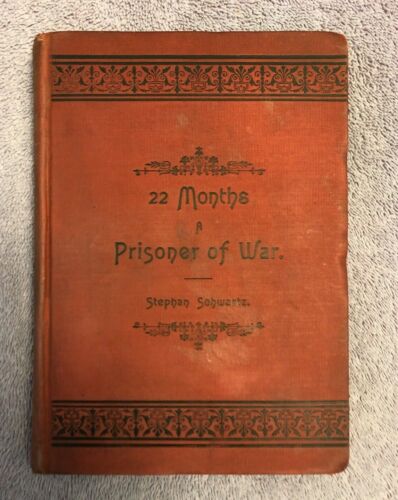 22 Months
A
Prisoner of War.
Stephan Schwartz.